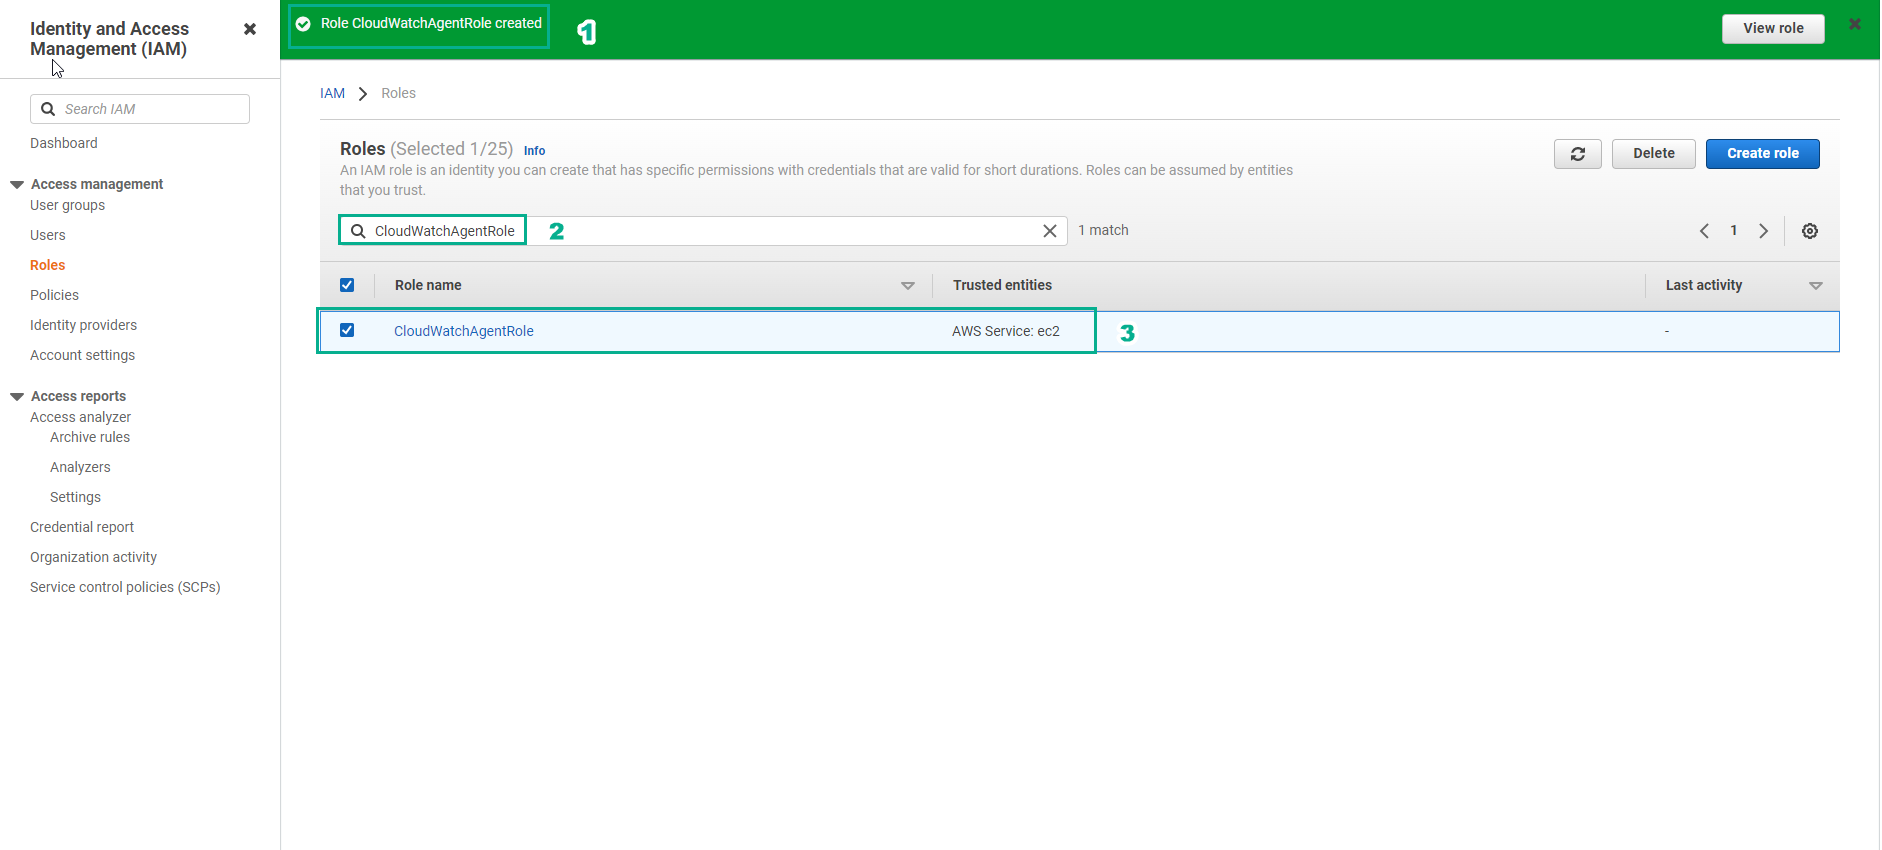 Identity and Access
Management (IAM)
Search IAM
Dashboard
Access management
User groups
Users
Roles
Policies
Identity providers
Account settings
Access reports
Access analyzer
Archive rules
Analyzers
Settings
Credential report
Organization activity
Service control policies (SCPs)
Role CloudWatchAgentRole created
1
View role
IAM
Roles
Roles (Selected 1/25) Info
An IAM role is an identity you can create that has specific permissions with credentials that are valid for short durations. Roles can be assumed by entities
that you trust.
Delete
Create role
CloudWatchAgentRole
2
1 match
1
Role name
Trusted entities
Last activity
CloudWatchAgentRole
AWS Service: ec2
3
-